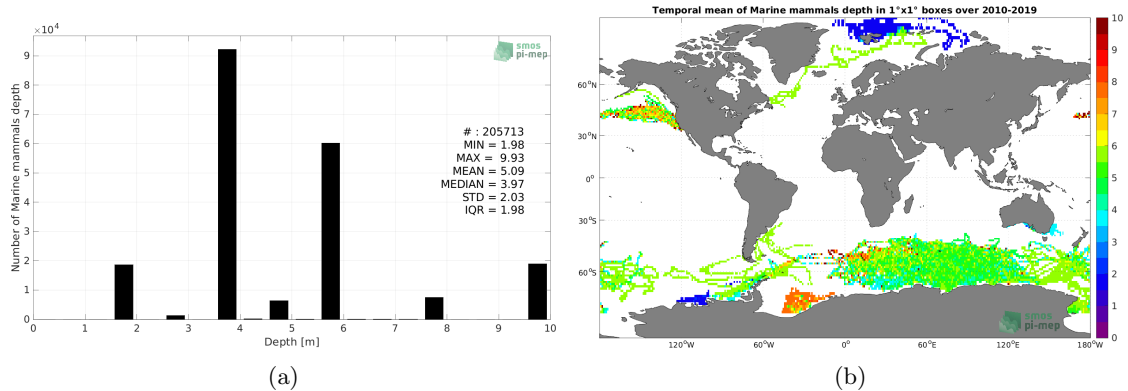 ×10⁴
9
8
7
6
5
4
3
2
1
0
Number of Marine mammals depth
smos
pi-mep
# : 205713
MIN = 1.98
MAX = 9.93
MEAN = 5.09
MEDIAN = 3.97
STD = 2.03
IQR = 1.98
0 1 2 3 4 5 6 7 8 9 10
Depth [m]
(a)
Temporal mean of Marine mammals depth in 1°x1° boxes over 2010-2019
60°N
30°N
0°
30°S
60°S
120°W 60°W 0° 60°E 120°E 180°W
smos
pi-mep
10
9
8
7
6
5
4
3
2
1
0
(b)